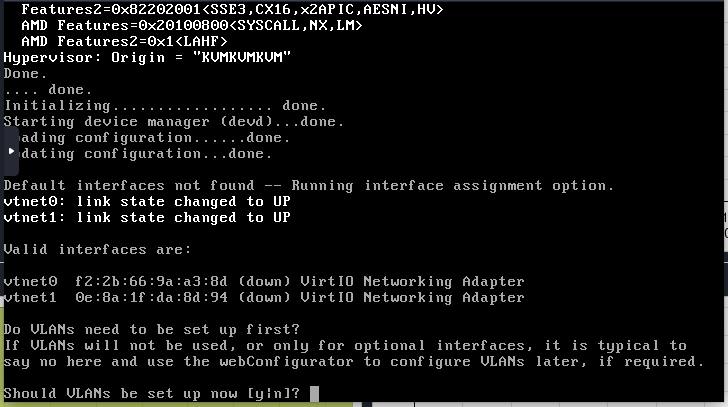 Features2=0x82202001<SSE3,CX16,x2APIC,AESNI,HV>
AMD Features=0x20100800<SYSCALL,NX,LM>
AMD Features2=0x1<LAHF>
Hypervisor: Origin = "KVMKVMKVM"
Done.
.... done.
Initializing.................. done.
Starting device manager (devd)...done.
ading configuration......done.
dating configuration...done.
Default interfaces not found -- Running interface assignment option.
vtnet0: link state changed to UP
vtnet1: link state changed to UP
Valid interfaces are:
vtnet0 f2:2b:66:9a:a3:8d (down) VirtIO Networking Adapter
vtnet1 0e:8a:1f:da:8d:94 (down) VirtIO Networking Adapter
Do VLANs need to be set up first?
If VLANs will not be used, or only for optional interfaces, it is typical to
say no here and use the webConfigurator to configure VLANs later, if required.
Should VLANs be set up now [y|n]?